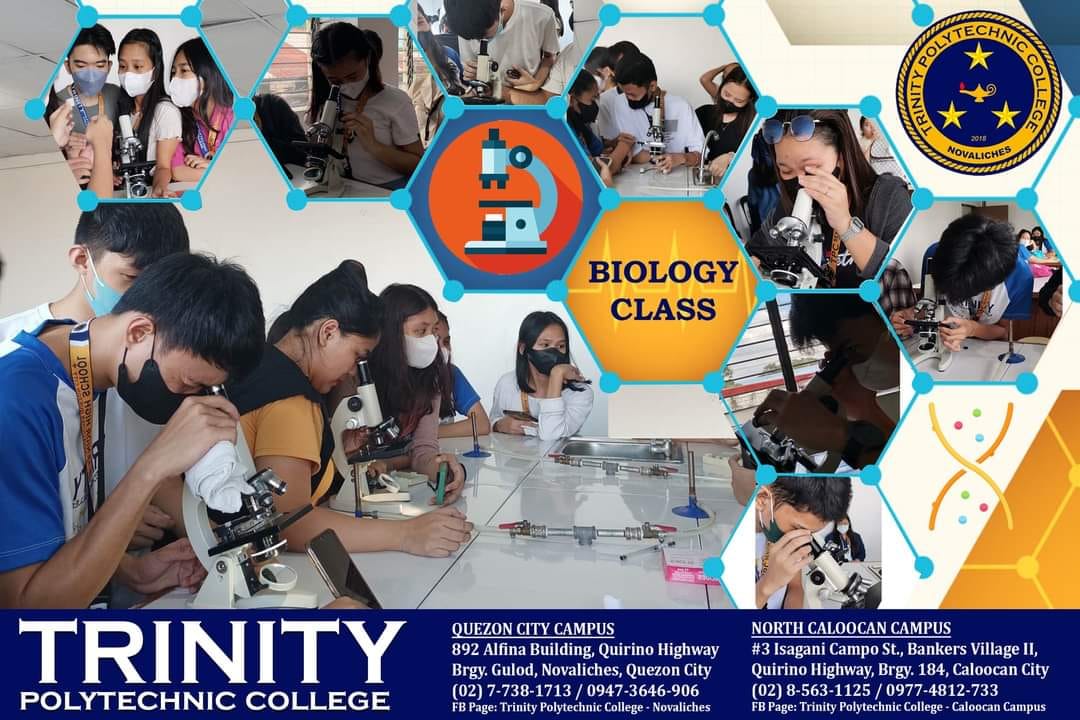 TRINITY POLYTECHNIC COLLEGE
2018
NOVALICHES
BIOLOGY
CLASS
HIGH SCHOOL
TRINITY
POLYTECHNIC COLLEGE
QUEZON CITY CAMPUS
892 Alfina Building, Quirino Highway
Brgy. Gulod, Novaliches, Quezon City
(02) 7-738-1713 / 0947-3646-906
FB Page: Trinity Polytechnic College - Novaliches
NORTH CALOOCAN CAMPUS
#3 Isagani Campo St., Bankers Village II,
Quirino Highway, Brgy. 184, Caloocan City
(02) 8-563-1125 / 0977-4812-733
FB Page: Trinity Polytechnic College - Caloocan Campus